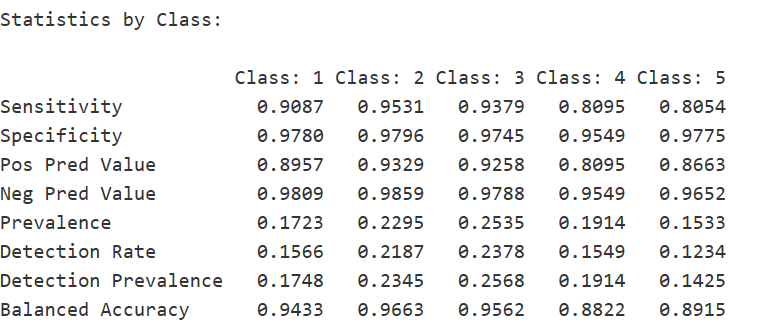 Statistics by Class:

                     Class: 1 Class: 2 Class: 3 Class: 4 Class: 5
Sensitivity            0.9087   0.9531   0.9379   0.8095   0.8054
Specificity            0.9780   0.9796   0.9745   0.9549   0.9775
Pos Pred Value         0.8957   0.9329   0.9258   0.8095   0.8663
Neg Pred Value         0.9809   0.9859   0.9788   0.9549   0.9652
Prevalence             0.1723   0.2295   0.2535   0.1914   0.1533
Detection Rate         0.1566   0.2187   0.2378   0.1549   0.1234
Detection Prevalence   0.1748   0.2345   0.2568   0.1914   0.1425
Balanced Accuracy      0.9433   0.9663   0.9562   0.8822   0.8915